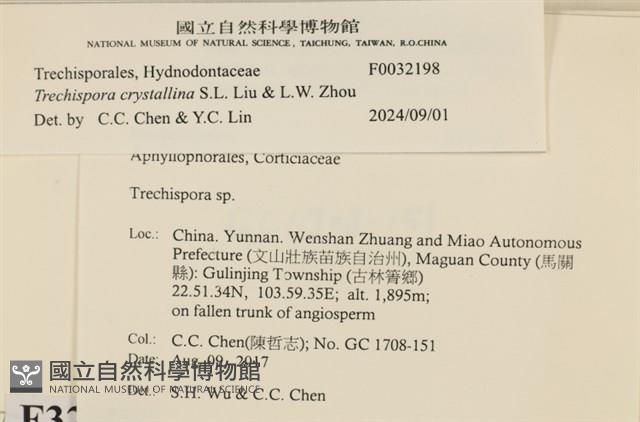 國立自然科學博物館
NATIONAL MUSEUM OF NATURAL SCIENCE, TAICHUNG, TAIWAN, R.O.CHINA
Trechisporales, Hydnodontaceae F0032198
Trechispora crystallina S.L. Liu & L.W. Zhou
Det. by C.C. Chen & Y.C. Lin 2024/09/01
Aphyllophorales, Corticiaceae
Trechispora sp.
Loc.: China. Yunnan. Wenshan Zhuang and Miao Autonomous
Prefecture (文山壯族苗族自治州), Maguan County (馬關
縣): Gulinjing Township (古林箐鄉)
22.51.34N, 103.59.35E; alt. 1,895m;
on fallen trunk of angiosperm
Col.: C.C. Chen(陳哲志); No. GC 1708-151
Date: Aug. 09, 2017
國立自然科學博物館
NATIONAL MUSEUM OF NATURAL SCIENCE
Det.: S.H. Wu & C.C. Chen